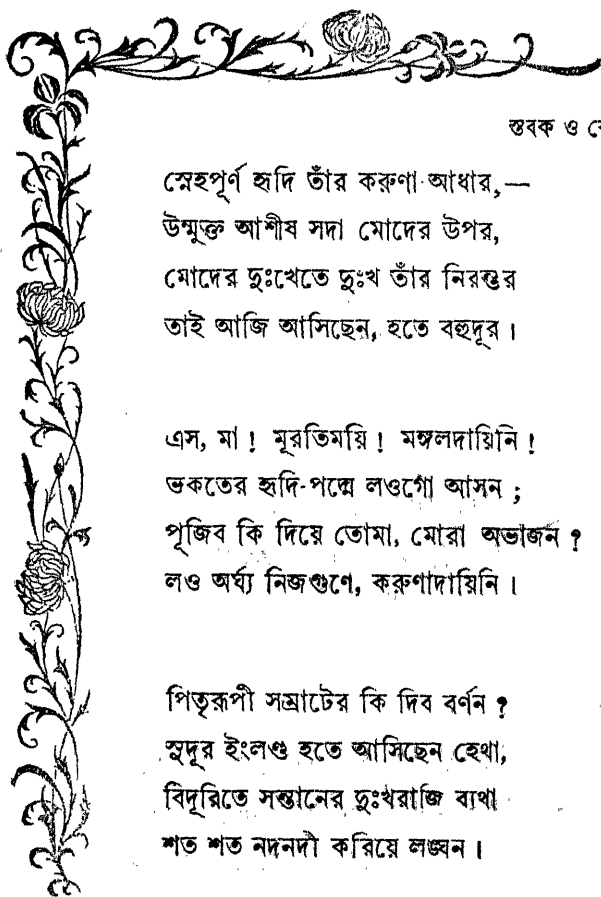 স্তবক ও
স্নেহপূর্ণ হৃদি তাঁর করুণা আধার,—
উন্মুক্ত আশীষ সদা মোদের উপর,
মোদের দুঃখেতে দুঃখ তাঁর নিরন্তর
তাই আজি আসিছেন, হতে বহুদূর।
এস, মা! মূরতিময়ি! মঙ্গলদায়িনি!
ভকতের হৃদি-পদ্মে লওগো আসন;
পূজিব কি দিয়ে তোমা, মোরা অভাজন?
লও অর্ঘ্য নিজগুণে, করুণাদায়িনি।
পিতৃরূপী সম্রাটের কি দিব বর্ণন?
সুদূর ইংলণ্ড হতে আসিছেন হেথা,
বিদূরিতে সন্তানের দুঃখরাজি ব্যথা
শত শত নদনদী করিয়ে লঙ্ঘন।